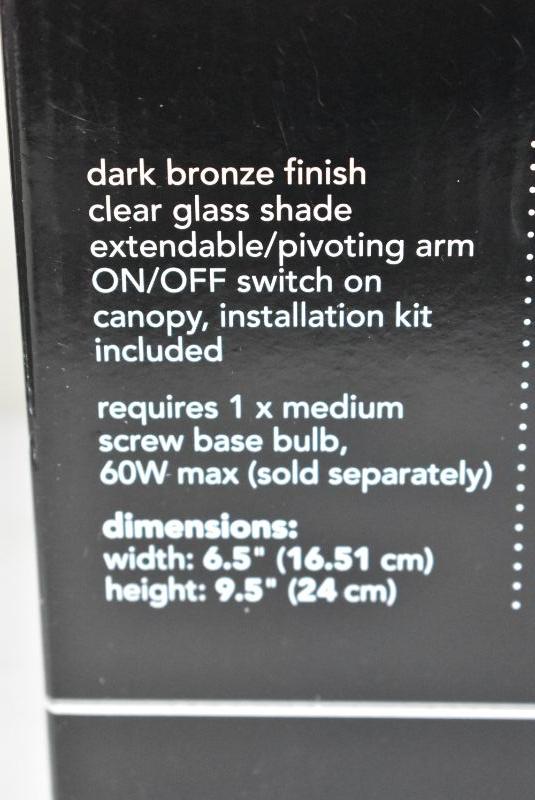 dark bronze finish
clear glass shade
extendable/pivoting arm
ON/OFF switch on
canopy, installation kit
included
requires 1 x medium
screw base bulb,
60W max (sold separately)
dimensions:
width: 6.5" (16.51 cm)
height: 9.5" (24 cm)